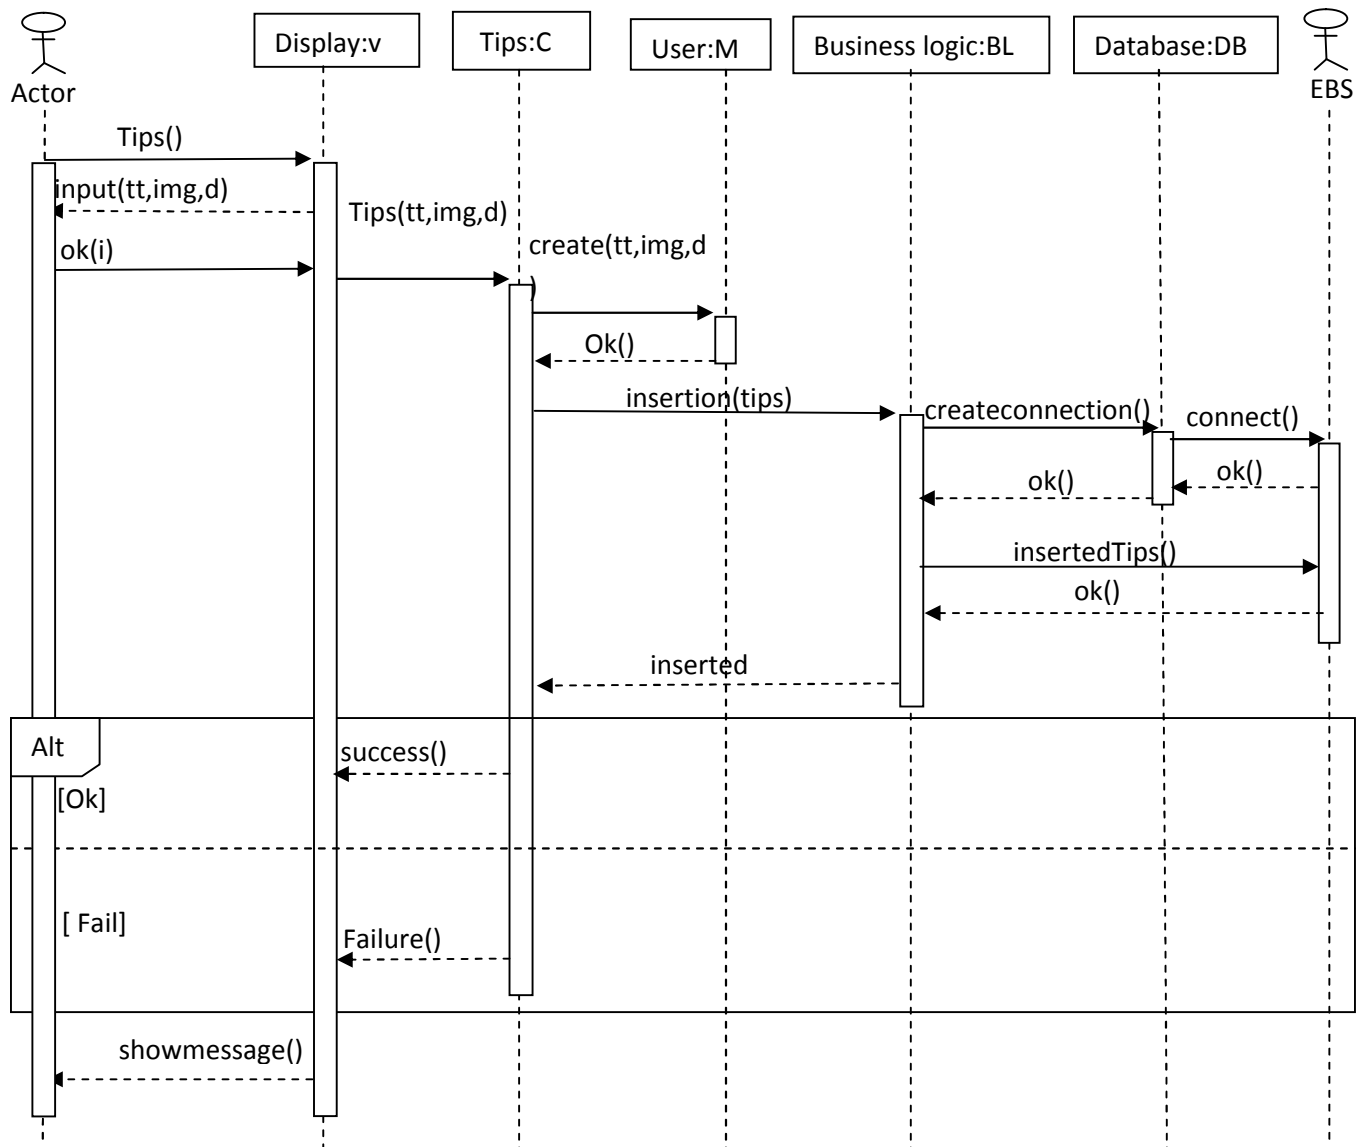 Display:v
Tips:C
User:M
Business logic:BL
Database:DB
Actor
EBS
Tips()
input(tt,img,d)
Tips(tt,img,d)
ok(i)
create(tt,img,d
)
Ok()
insertion(tips)
createconnection()
connect()
ok()
ok()
insertedTips()
ok()
inserted
Alt
success()
[Ok]
[ Fail]
Failure()
showmessage()